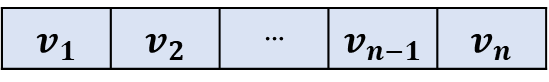 v₁ v₂ ... vₙ₋₁ vₙ